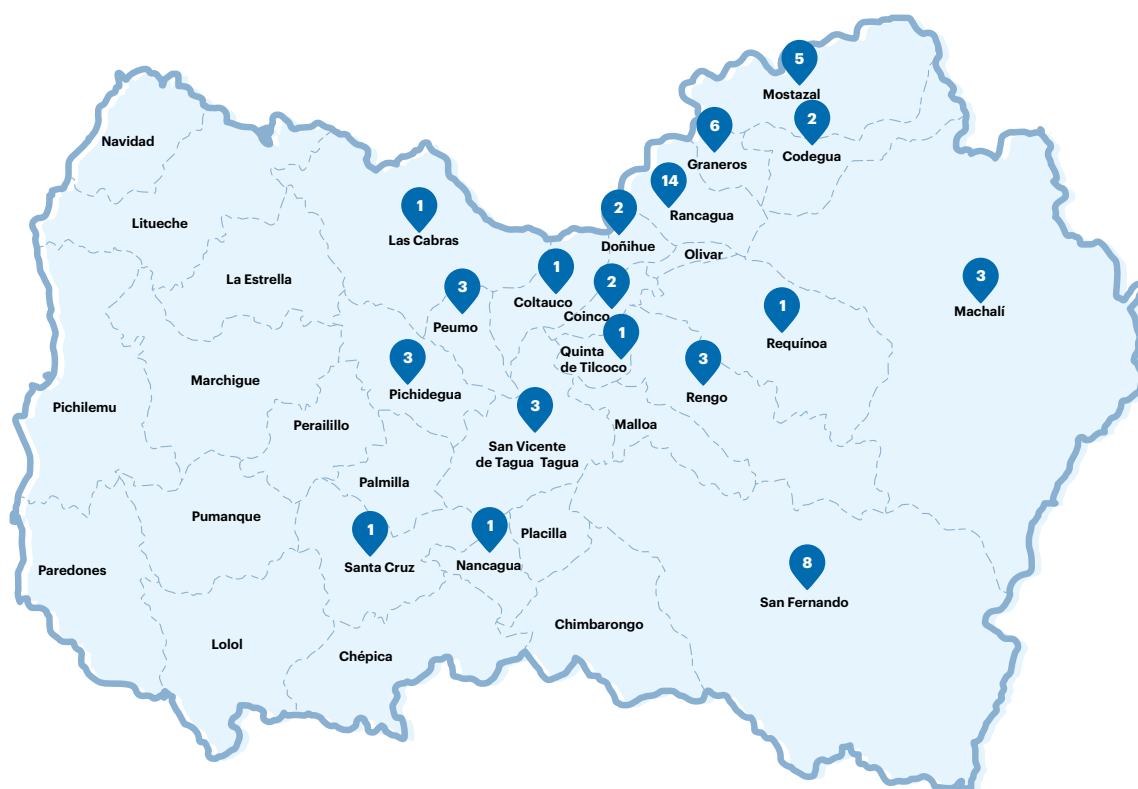 5
Mostazal
2
Codegua
6
Graneros
Navidad
14
Rancagua
1
Las Cabras
2
Doñihue
Litueche
Olivar
La Estrella
1
Coltauco
2
Coinco
3
Machalí
3
Peumo
1
Requínoa
1
Quinta
de Tilcoco
3
Pichidegua
3
Rengo
Marchigue
Pichilemu
Perailillo
3
San Vicente
de Tagua Tagua
Malloa
Palmilla
Pumanque
1
Santa Cruz
1
Nancagua
Placilla
Paredones
8
San Fernando
Chimbarongo
Lolol
Chépica